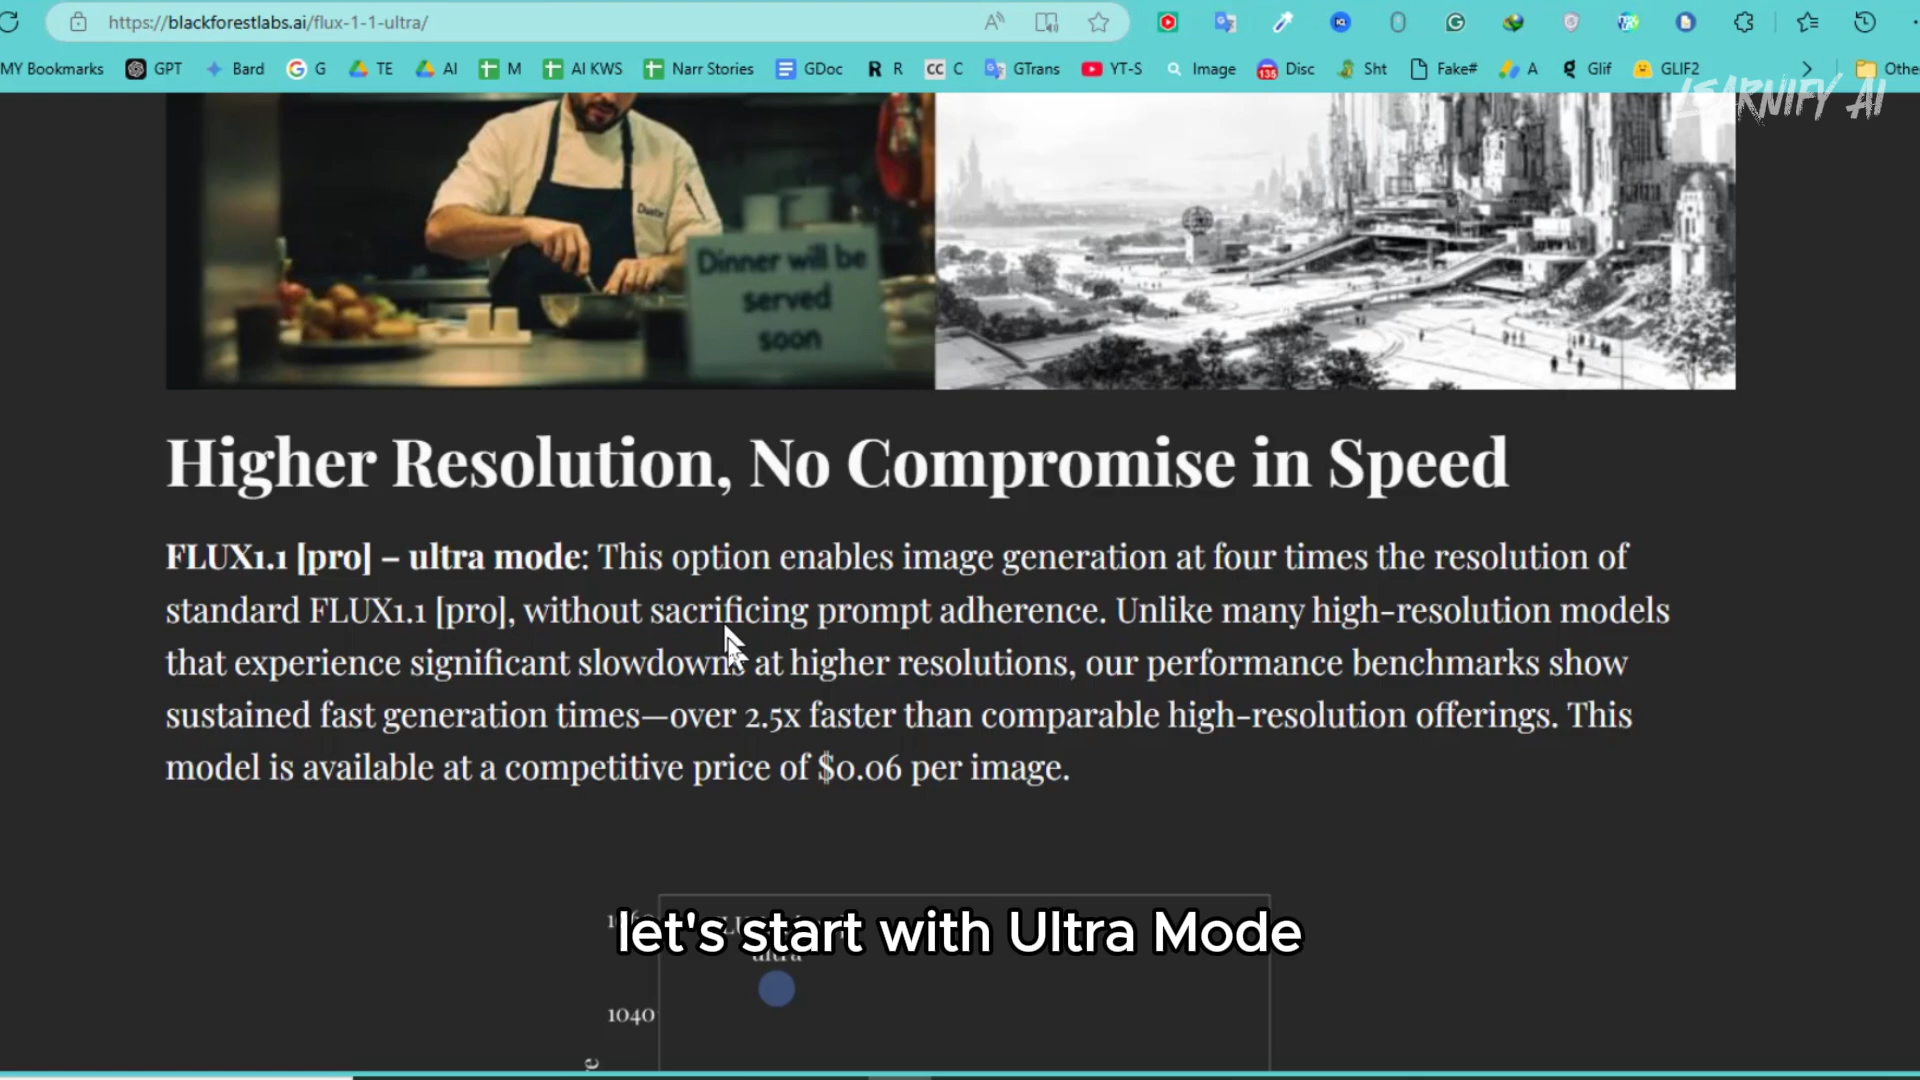 https://blackforestlabs.ai/flux-1-1-ultra/
MY Bookmarks GPT Bard G TE AI M AI KWS Narr Stories GDoc R R CC C GTrans YT-S Image 135 Disc Sht Fake# A Glif GLIF2 Othe
LEARNIFY AI
Dustin
Dinner will be
served
soon
Higher Resolution, No Compromise in Speed
FLUX1.1 [pro] – ultra mode: This option enables image generation at four times the resolution of
standard FLUX1.1 [pro], without sacrificing prompt adherence. Unlike many high-resolution models
that experience significant slowdowns at higher resolutions, our performance benchmarks show
sustained fast generation times—over 2.5x faster than comparable high-resolution offerings. This
model is available at a competitive price of $0.06 per image.
let's start with Ultra Mode
ultra
1040